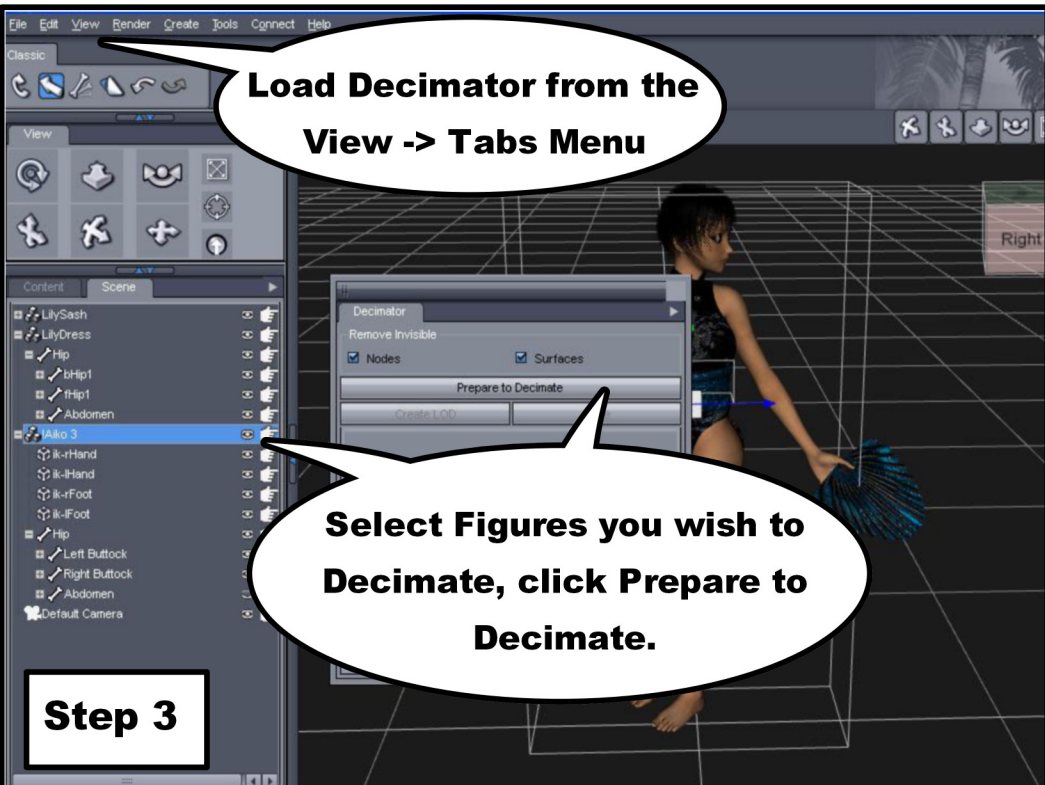 File Edit View Render Create Tools Connect Help
Classic
Load Decimator from the
View -> Tabs Menu
View
Right
Content Scene
LilySash
LilyDress
Hip
bHip1
fHip1
Abdomen
!Aiko 3
ik-rHand
ik-lHand
ik-rFoot
ik-lFoot
Hip
Left Buttock
Right Buttock
Abdomen
Default Camera
Decimator
Remove Invisible
Nodes Surfaces
Prepare to Decimate
Create LOD
Select Figures you wish to
Decimate, click Prepare to
Decimate.
Step 3